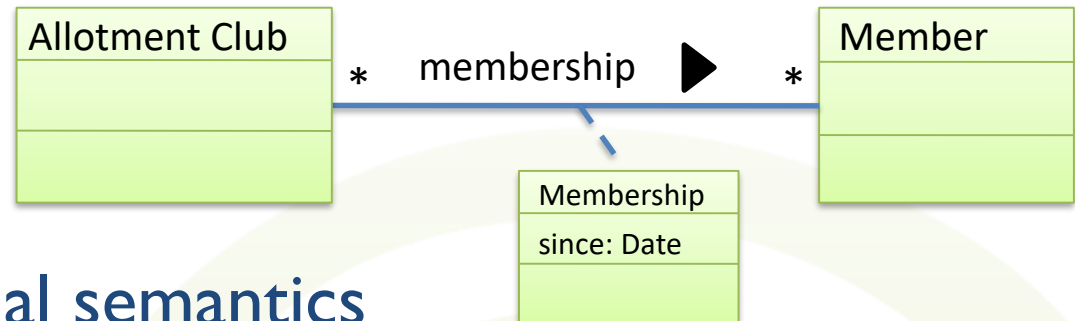 Allotment Club
* membership *
Member
Membership
since: Date
al semantics